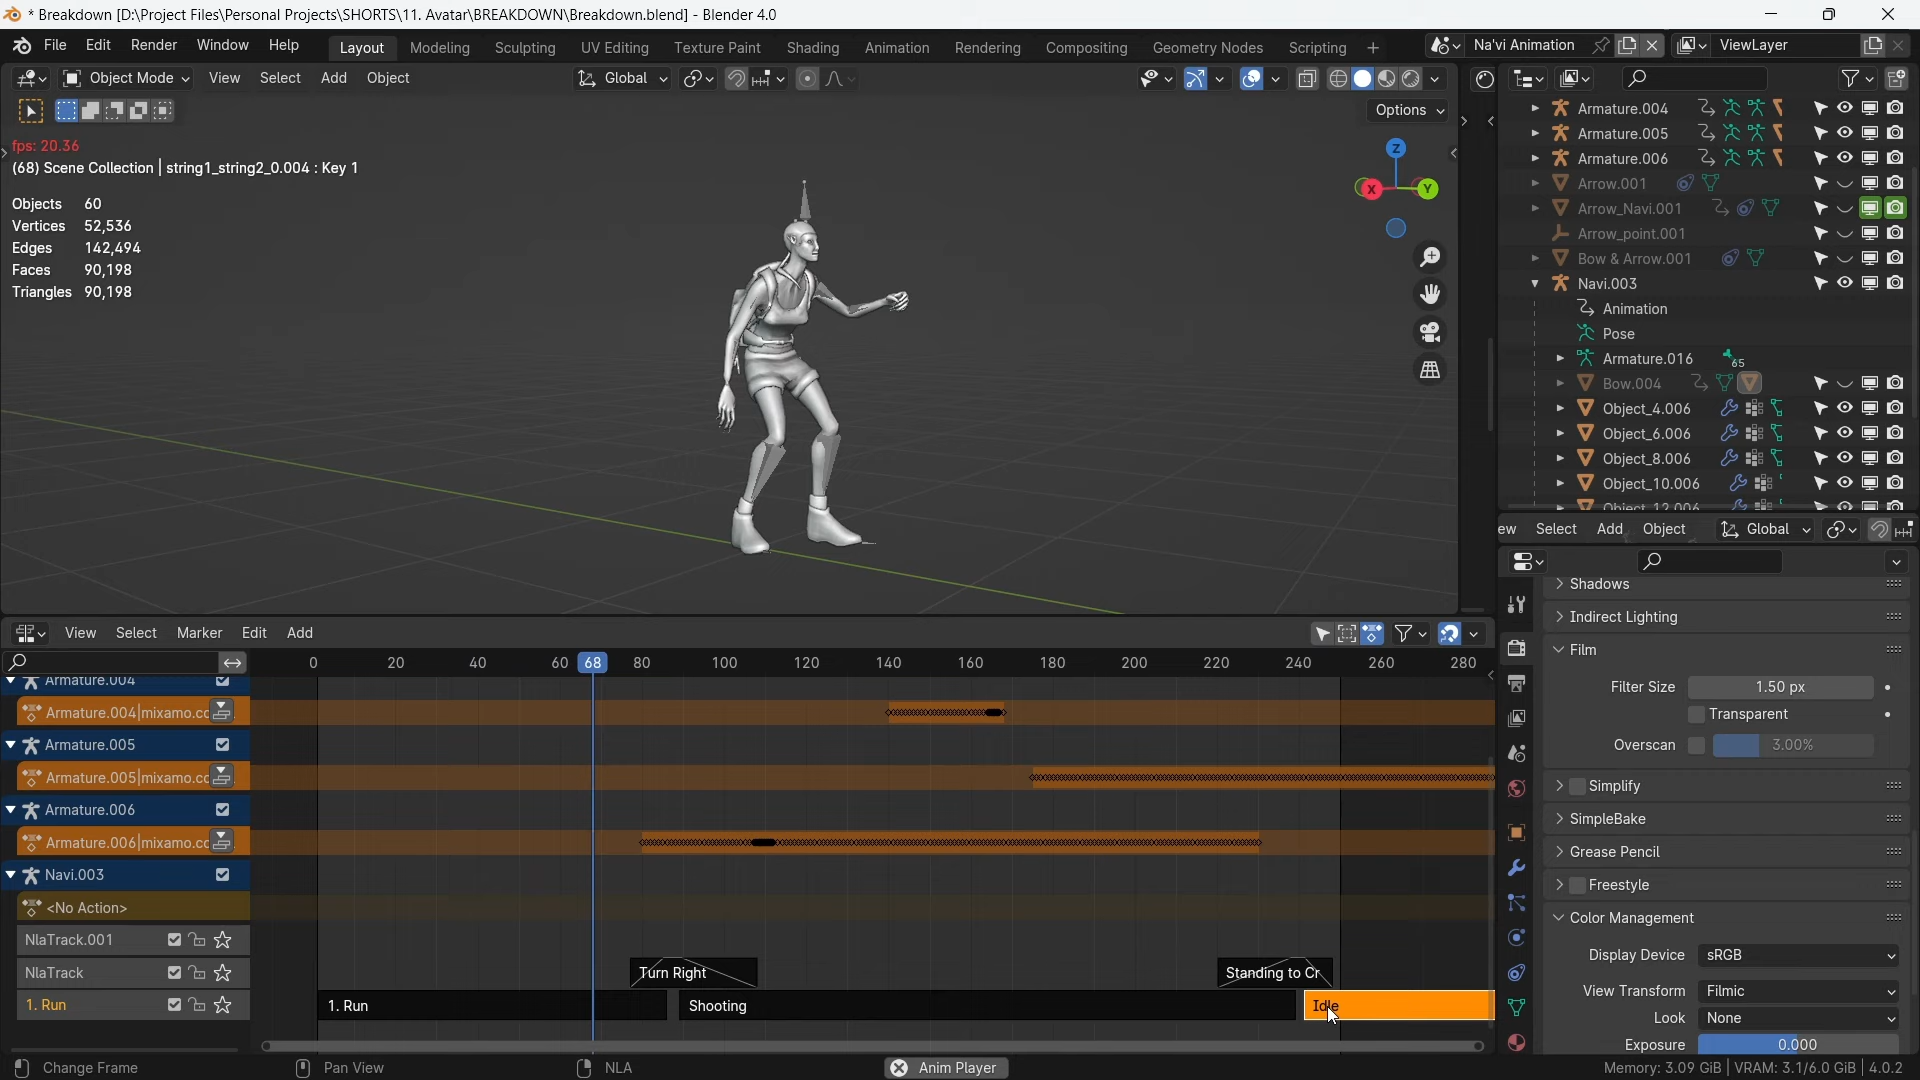 * Breakdown [D:\Project Files\Personal Projects\SHORTS\11. Avatar\BREAKDOWN\Breakdown.blend] - Blender 4.0
File Edit Render Window Help Layout Modeling Sculpting UV Editing Texture Paint Shading Animation Rendering Compositing Geometry Nodes Scripting + Na'vi Animation ViewLayer
Object Mode View Select Add Object Global
Options
fps: 20.36
(68) Scene Collection | string1_string2_0.004 : Key 1
Objects 60
Vertices 52,536
Edges 142,494
Faces 90,198
Triangles 90,198
Z
X
Y
Armature.004
Armature.005
Armature.006
Arrow.001
Arrow_Navi.001
Arrow_point.001
Bow & Arrow.001
Navi.003
Animation
Pose
Armature.016 65
Bow.004
Object_4.006
Object_6.006
Object_8.006
Object_10.006
Object_12.006
ew Select Add Object Global
Shadows
Indirect Lighting
Film
Filter Size 1.50 px
Transparent
Overscan 3.00%
Simplify
SimpleBake
Grease Pencil
Freestyle
Color Management
Display Device sRGB
View Transform Filmic
Look None
Exposure 0.000
View Select Marker Edit Add
0 20 40 60 68 80 100 120 140 160 180 200 220 240 260 280
Armature.004
Armature.004|mixamo.cc
Armature.005
Armature.005|mixamo.cc
Armature.006
Armature.006|mixamo.cc
Navi.003
<No Action>
NlaTrack.001
NlaTrack Turn Right Standing to Cr
1. Run 1. Run Shooting Idle
Change Frame Pan View NLA Anim Player Memory: 3.09 GiB | VRAM: 3.1/6.0 GiB | 4.0.2